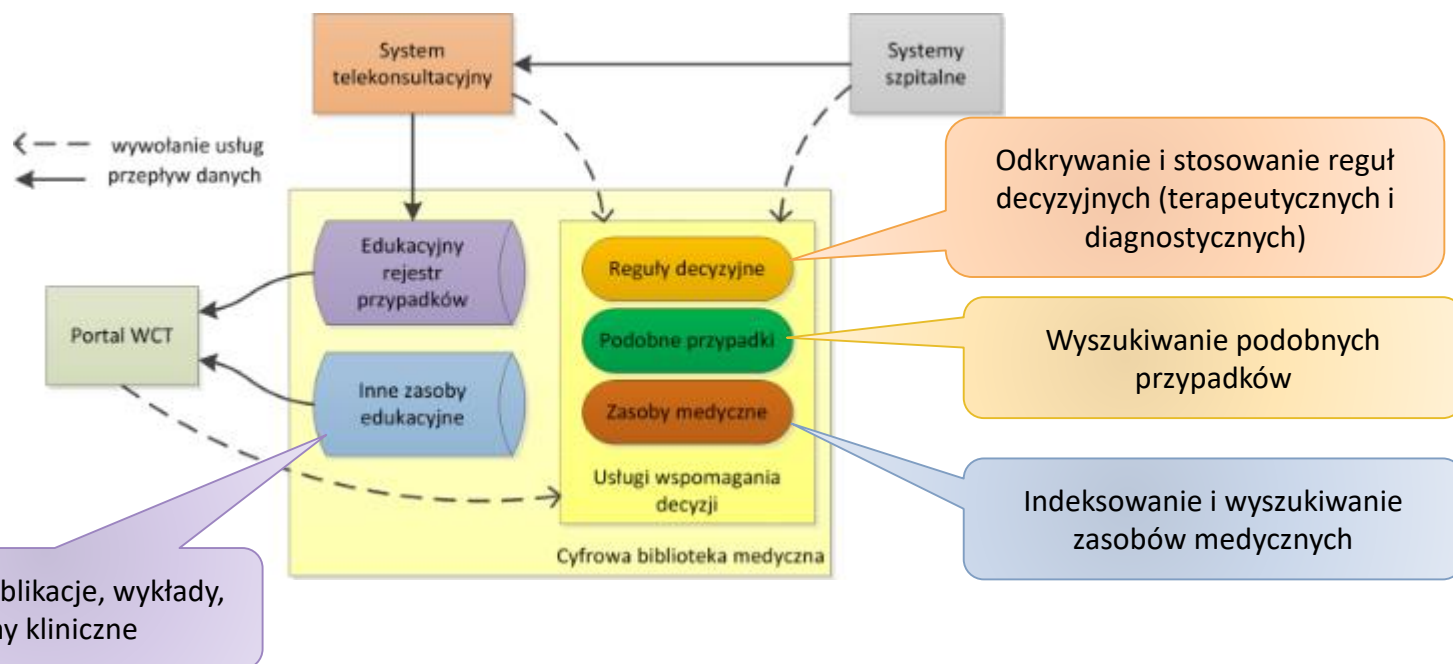 System
telekonsultacyjny
Systemy
szpitalne
wywołanie usług
przepływ danych
Odkrywanie i stosowanie reguł
decyzyjnych (terapeutycznych i
diagnostycznych)
Edukacyjny
rejestr
przypadków
Reguły decyzyjne
Portal WCT
Podobne przypadki
Wyszukiwanie podobnych
przypadków
Inne zasoby
edukacyjne
Zasoby medyczne
Usługi wspomagania
decyzji
Indeksowanie i wyszukiwanie
zasobów medycznych
Cyfrowa biblioteka medyczna
wykłady,
kliniczne